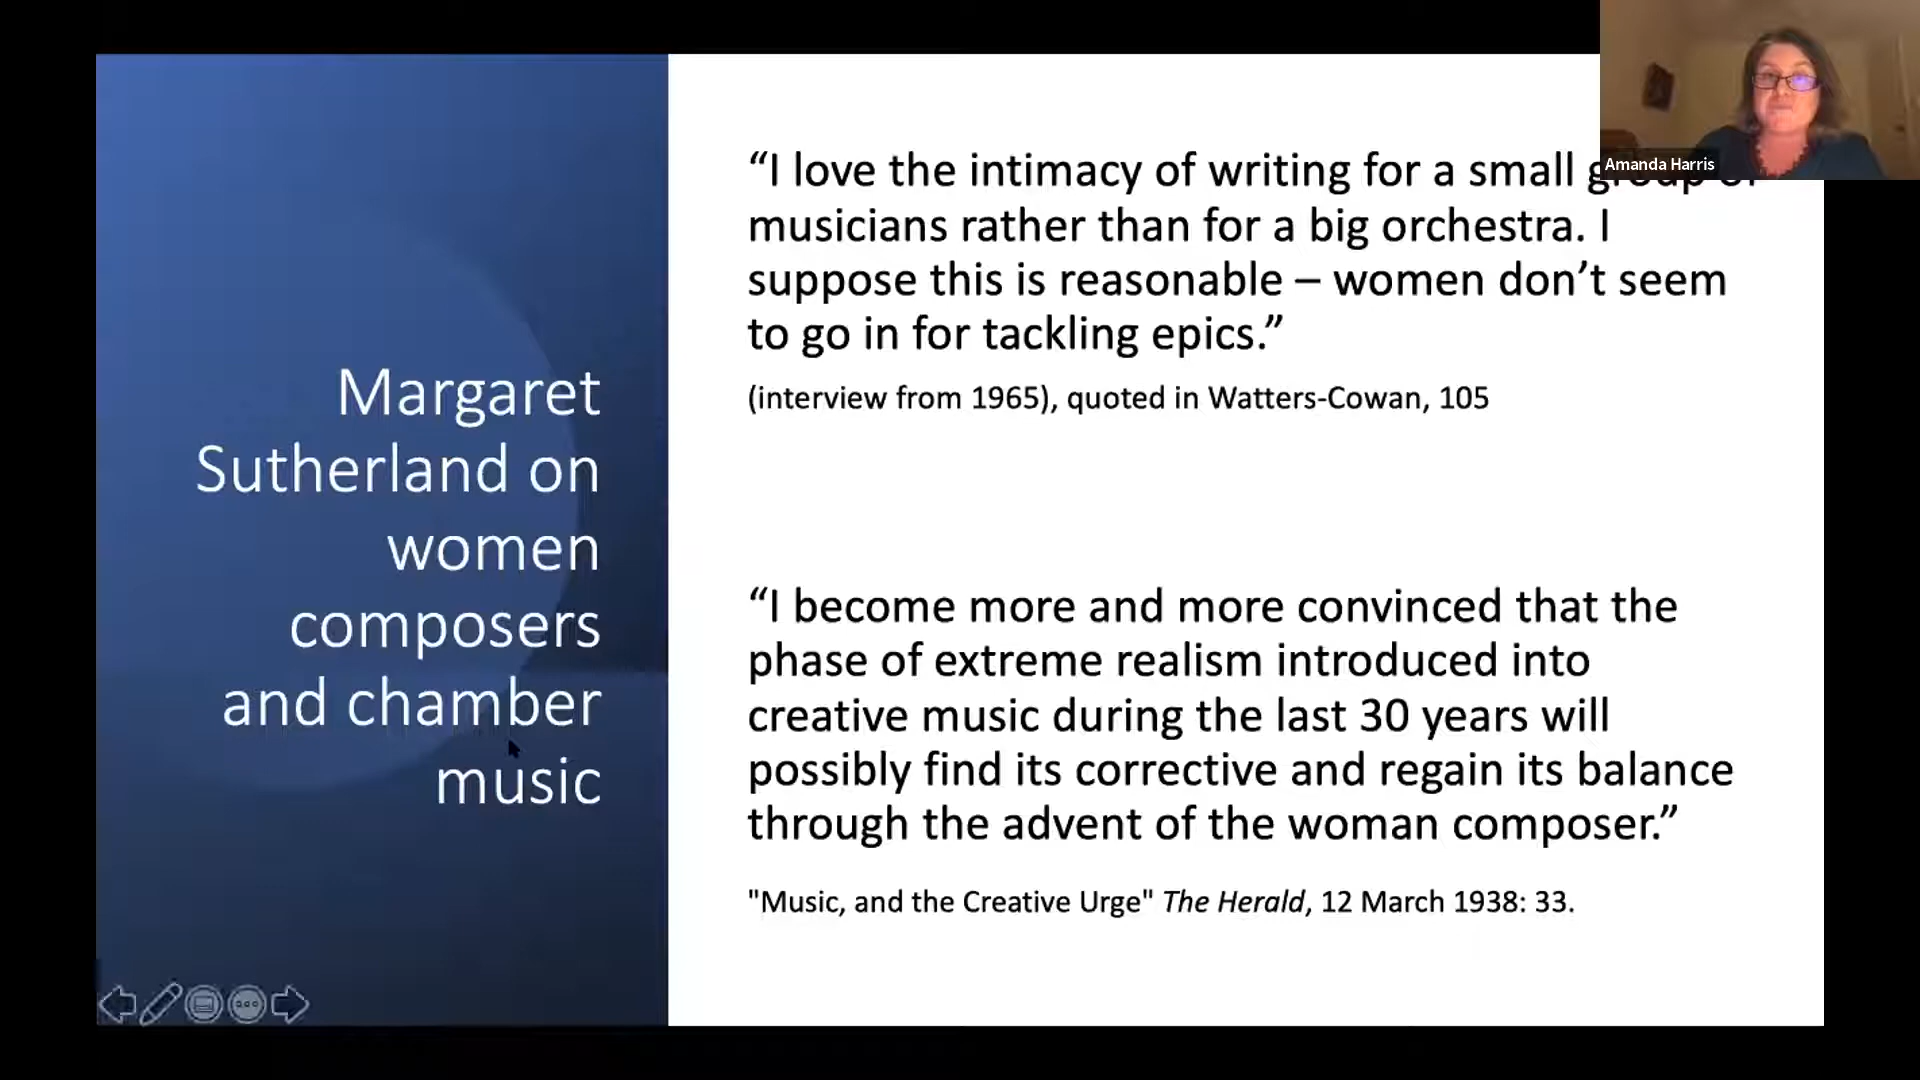 Margaret
Sutherland on
women
composers
and chamber
music
“I love the intimacy of writing for a small group of
musicians rather than for a big orchestra. I
suppose this is reasonable – women don’t seem
to go in for tackling epics.”
(interview from 1965), quoted in Watters-Cowan, 105
“I become more and more convinced that the
phase of extreme realism introduced into
creative music during the last 30 years will
possibly find its corrective and regain its balance
through the advent of the woman composer.”
"Music, and the Creative Urge" The Herald, 12 March 1938: 33.
Amanda Harris